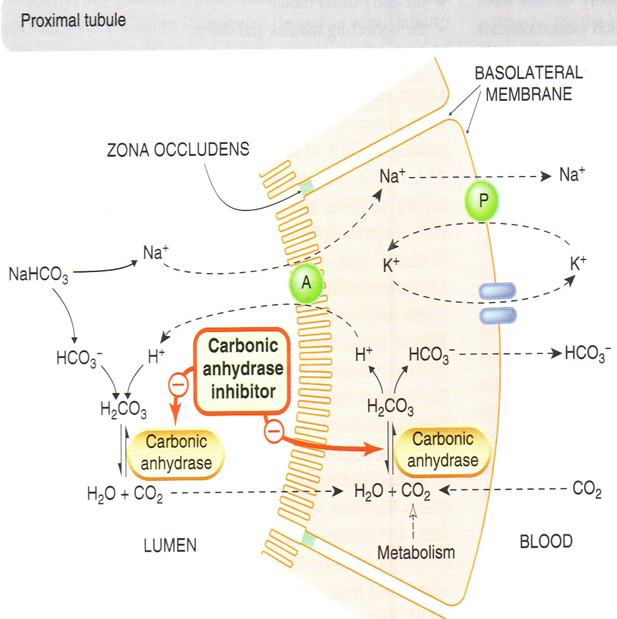 Proximal tubule
BASOLATERAL
MEMBRANE
ZONA OCCLUDENS
Na⁺
Na⁺
P
Na⁺
NaHCO₃
K⁺
K⁺
A
HCO₃⁻
H⁺
Carbonic
anhydrase
inhibitor
H⁺
HCO₃⁻
HCO₃⁻
H₂CO₃
H₂CO₃
Carbonic
anhydrase
Carbonic
anhydrase
H₂O + CO₂
H₂O + CO₂
CO₂
Metabolism
LUMEN
BLOOD